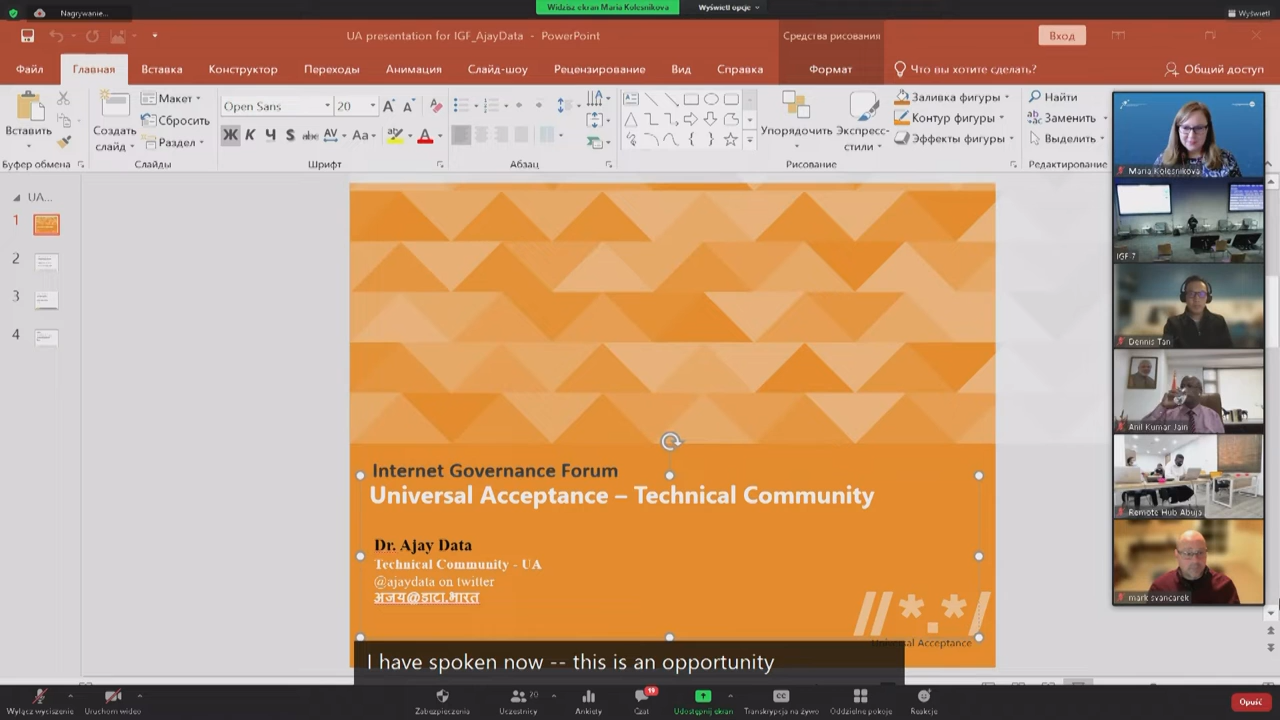 Nagrywanie...
Widzisz ekran Maria Kolesnikova
Wyświetl opcje
Wyświetl
UA presentation for IGF_AjayData - PowerPoint
Средства рисования
Вход
Файл
Главная
Вставка
Конструктор
Переходы
Анимация
Слайд-шоу
Рецензирование
Вид
Справка
Формат
Что вы хотите сделать?
Общий доступ
Вставить
Создать слайд
Макет
Сбросить
Раздел
Open Sans
20
Ж К Ч S abc AV Aa
Упорядочить
Экспресс-стили
Заливка фигуры
Контур фигуры
Эффекты фигуры
Найти
Заменить
Выделить
Буфер обмена
Слайды
Шрифт
Абзац
Рисование
Редактирование
UA...
1
2
3
4
Internet Governance Forum
Universal Acceptance – Technical Community
Dr. Ajay Data
Technical Community - UA
@ajaydata on twitter
अजय@डाटा.भारत
//*.*/
Universal Acceptance
I have spoken now -- this is an opportunity
Maria Kolesnikova
IGF 7
Dennis Tan
Anil Kumar Jain
Remote Hub Abuja
mark svancarek
Wyłącz wyciszenie
Uruchom wideo
Zabezpieczenia
20
Uczestnicy
Ankiety
19
Czat
Udostępnij ekran
CC
Transkrypcja na żywo
Oddzielne pokoje
Reakcje
Opuść